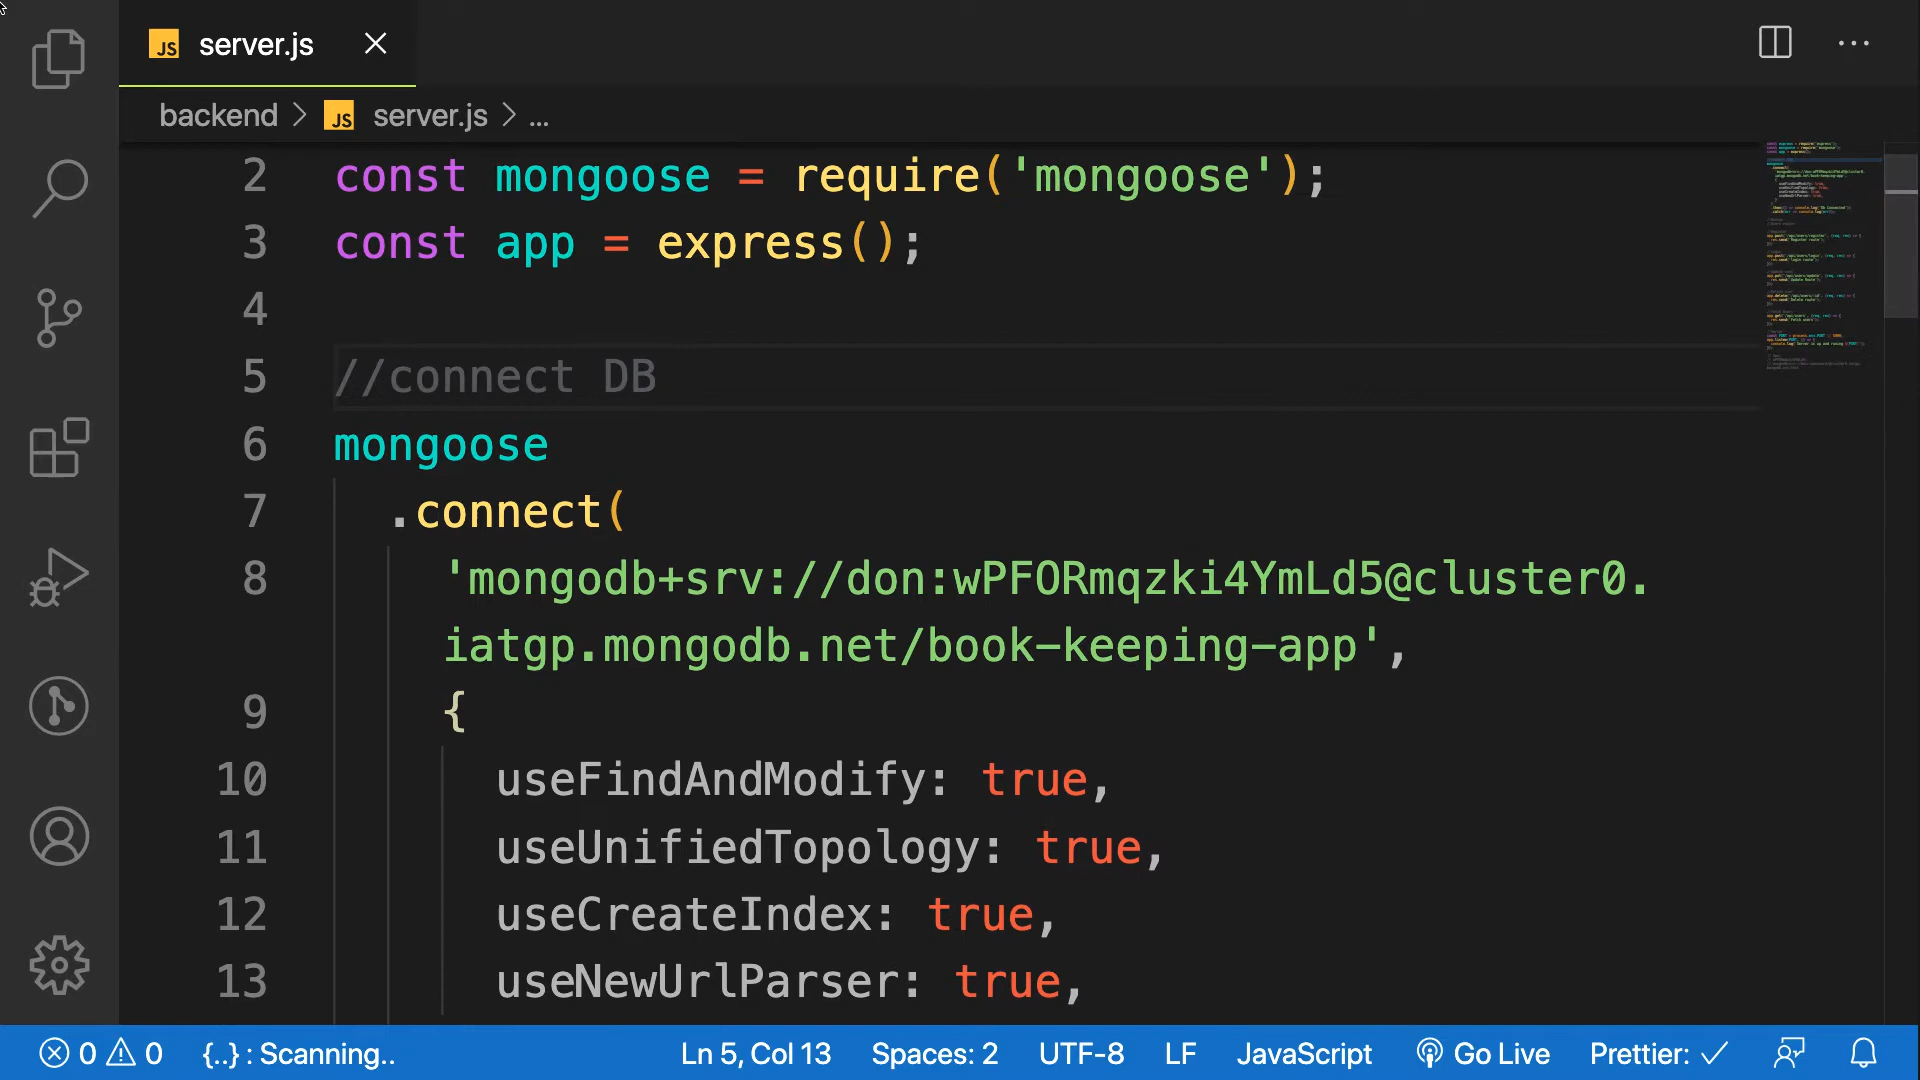 JS server.js
backend > JS server.js > ...
2 const mongoose = require('mongoose');
3 const app = express();
4
5 //connect DB
6 mongoose
7 .connect(
8 'mongodb+srv://don:wPFORmqzki4YmLd5@cluster0.
iatgp.mongodb.net/book-keeping-app',
9 {
10 useFindAndModify: true,
11 useUnifiedTopology: true,
12 useCreateIndex: true,
13 useNewUrlParser: true,
0 0 {..} : Scanning.. Ln 5, Col 13 Spaces: 2 UTF-8 LF JavaScript Go Live Prettier: ✓